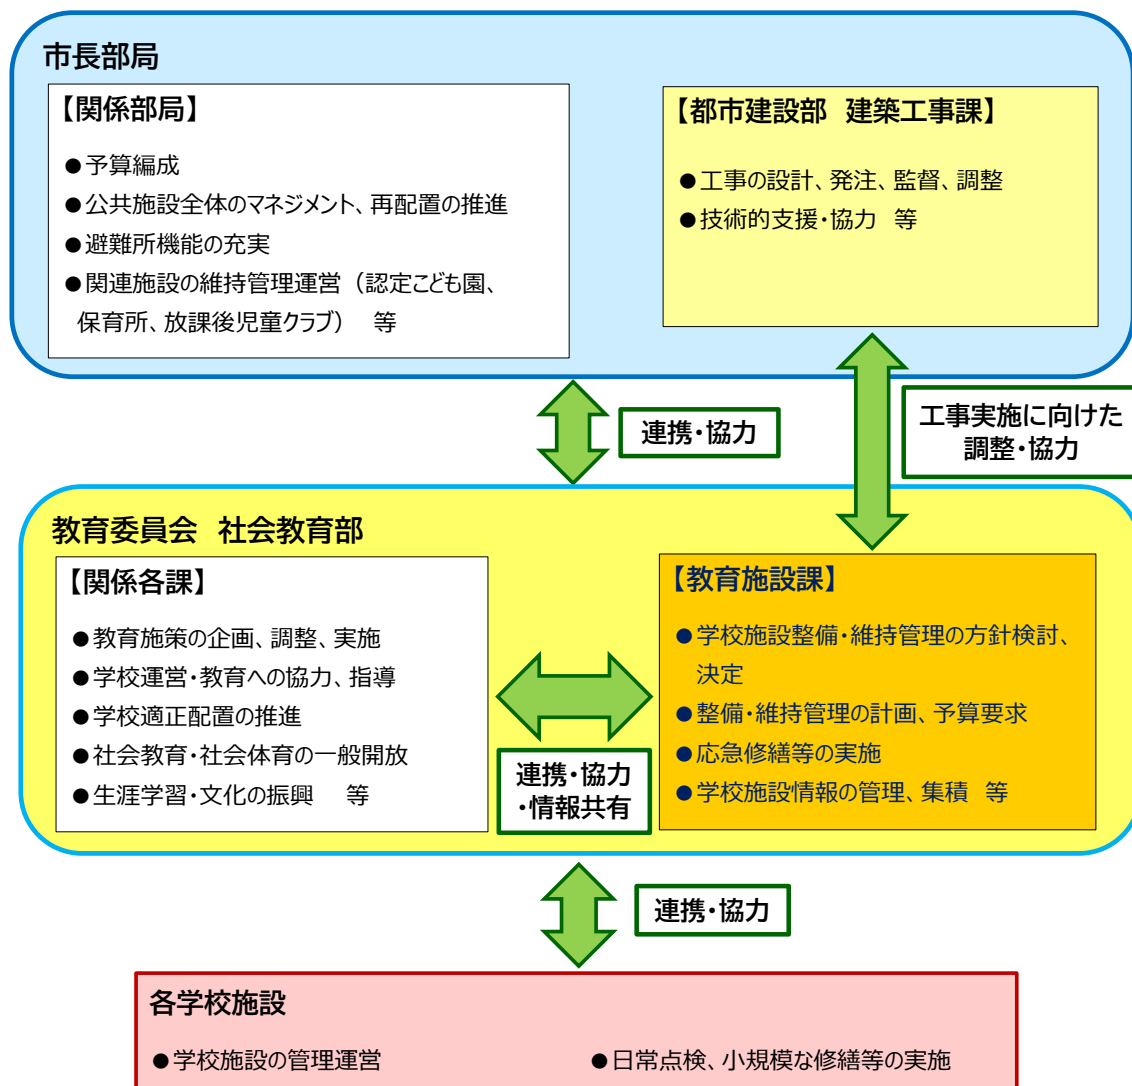 市長部局
【関係部局】
●予算編成
●公共施設全体のマネジメント、再配置の推進
●避難所機能の充実
●関連施設の維持管理運営（認定こども園、
保育所、放課後児童クラブ） 等
【都市建設部 建築工事課】
●工事の設計、発注、監督、調整
●技術的支援・協力 等
連携・協力
工事実施に向けた
調整・協力
教育委員会 社会教育部
【関係各課】
●教育施策の企画、調整、実施
●学校運営・教育への協力、指導
●学校適正配置の推進
●社会教育・社会体育の一般開放
●生涯学習・文化の振興 等
連携・協力
・情報共有
【教育施設課】
●学校施設整備・維持管理の方針検討、
決定
●整備・維持管理の計画、予算要求
●応急修繕等の実施
●学校施設情報の管理、集積 等
連携・協力
各学校施設
●学校施設の管理運営
●日常点検、小規模な修繕等の実施